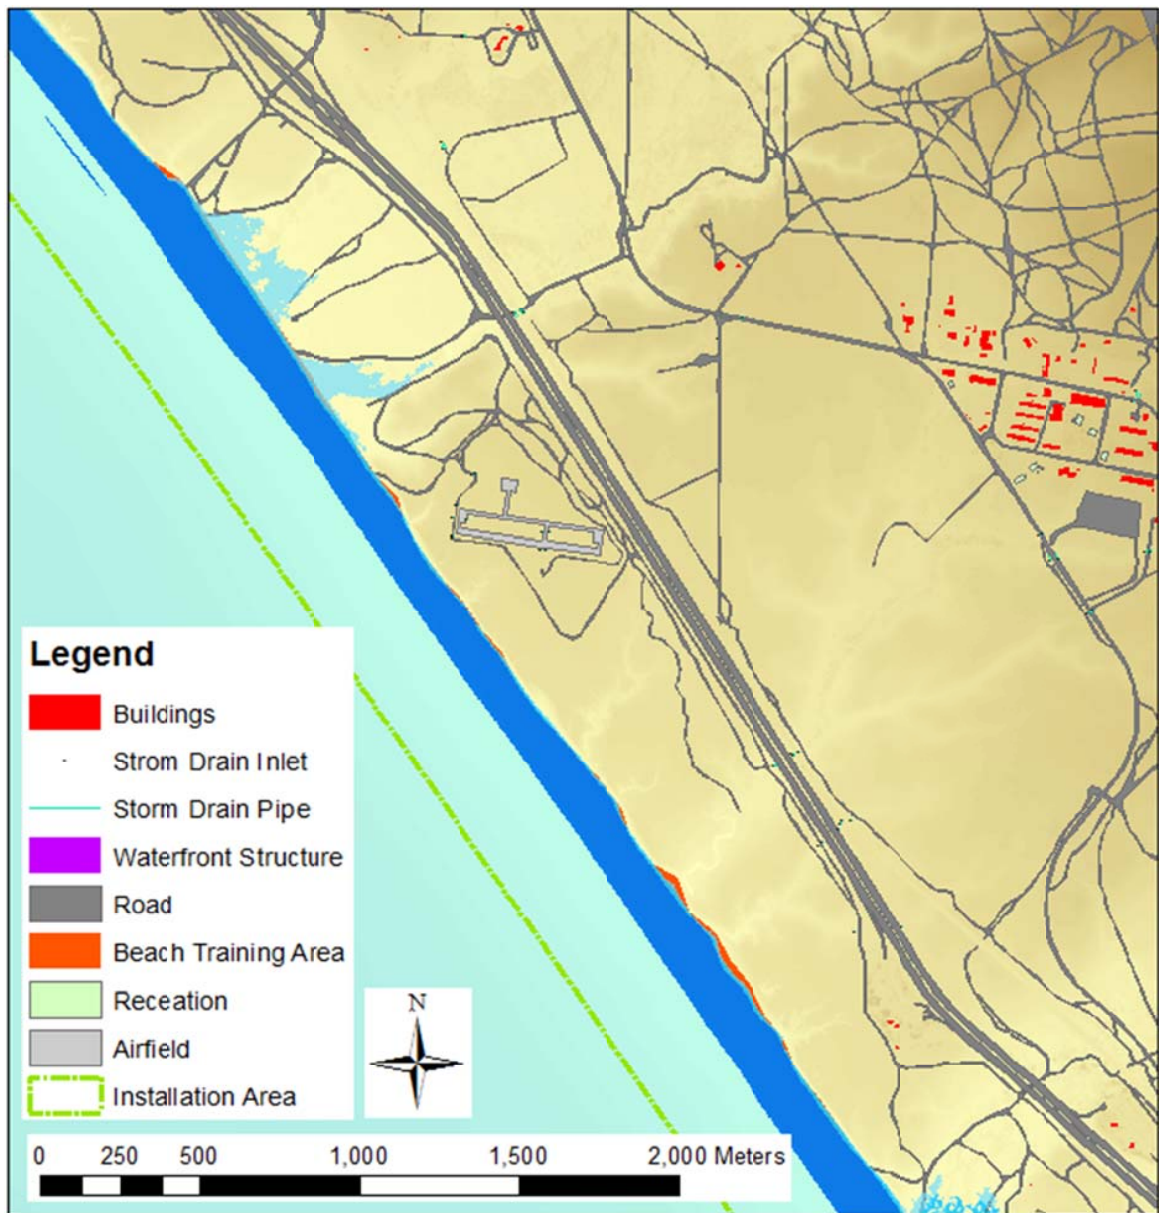 Legend
Buildings
Strom Drain Inlet
Storm Drain Pipe
Waterfront Structure
Road
Beach Training Area
Receation
Airfield
Installation Area
N
0 250 500 1,000 1,500 2,000 Meters